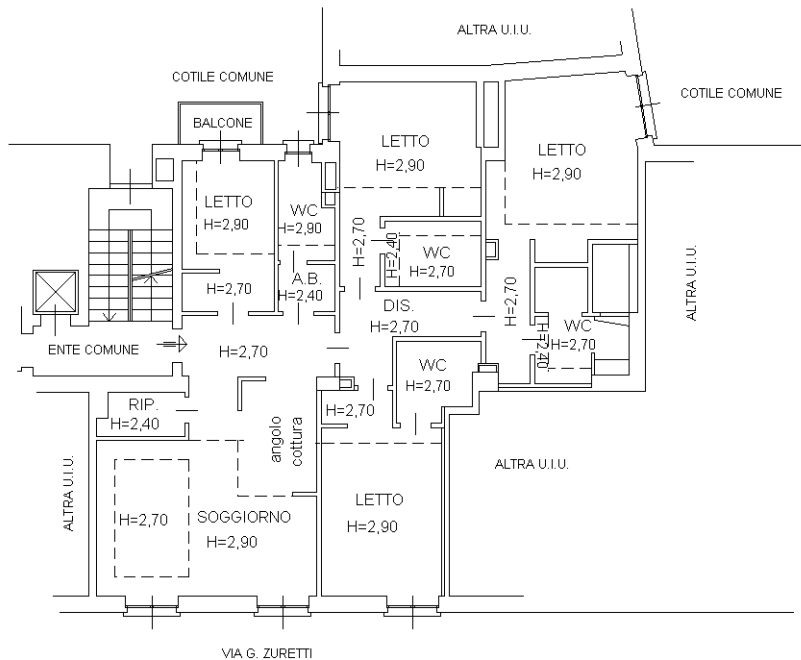 ALTRA U.I.U.
COTILE COMUNE
COTILE COMUNE
BALCONE
LETTO
H=2,90
LETTO
H=2,90
LETTO
H=2,90
WC
H=2,90
H=2,70
H=2,40
WC
H=2,70
ALTRA U.I.U.
H=2,70
A.B.
H=2,40
DIS.
H=2,70
H=2,70
H=2,40
WC
H=2,70
ENTE COMUNE
H=2,70
WC
H=2,70
H=2,70
RIP.
H=2,40
angolo
cottura
ALTRA U.I.U.
ALTRA U.I.U.
H=2,70
SOGGIORNO
H=2,90
LETTO
H=2,90
VIA G. ZURETTI